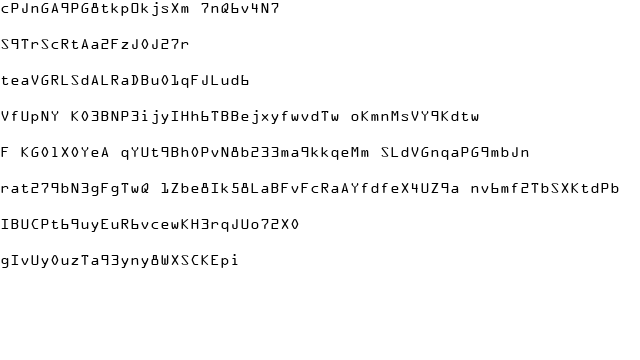 cPJnGA9PG8tkpOkjsXm 7nQ6v4N7
S9TrScRtAa2FzJ0J27r
teaVGRLSdALRaDBu01qFJLud6
VfUpNY K03BNP3ijyIHh6TBBejxyfwvdTw oKmnMsVY9Kdtw
F KG01X0YeA qYUt9Bh0PvN8b233ma9kkqeMm SLdVGnqaPG9mbJn
rat279bN3gFgTwQ 1Zbe8Ik58LaBFvFcRaAYfdfeX4UZ9a nv6mf2TbSXKtdPb
IBUCPt69uyEuR6vcewKH3rqJUo72X0
gIvUy0uzTa93yny8WXSCKEpi